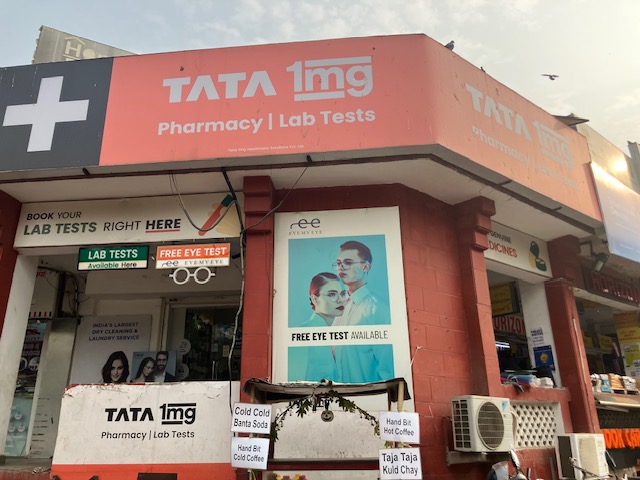 TATA 1mg
Pharmacy | Lab Tests
TATA 1mg
Pharmacy | Lab Tests
BOOK YOUR
LAB TESTS RIGHT HERE
LAB TESTS
Available Here
FREE EYE TEST
ee EYEMYEYE
ee
EYEMYEYE
FREE EYE TEST AVAILABLE
GENUINE
MEDICINES
INDIA'S LARGEST
DRY CLEANING &
LAUNDRY SERVICE
TATA 1mg
Pharmacy | Lab Tests
Cold Cold
Banta Soda
Hand Bit
Cold Coffee
Hand Bit
Hot Coffee
Taja Taja
Kuld Chay